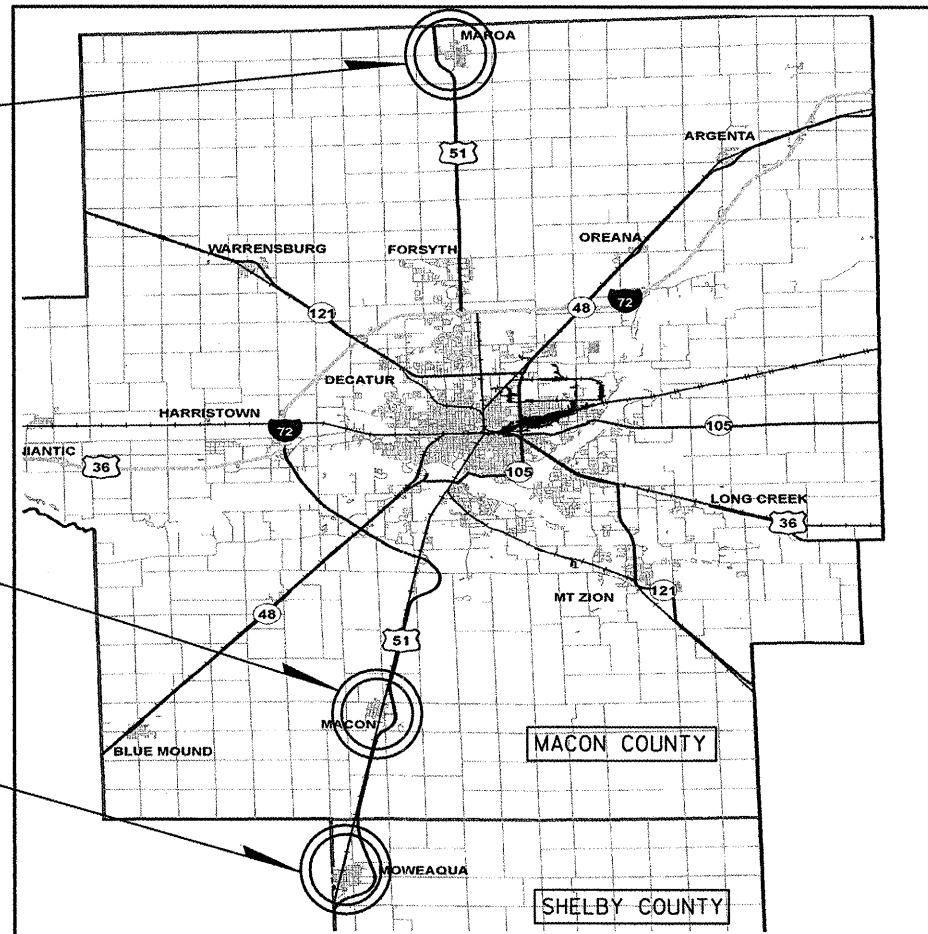 MAROA
51
ARGENTA
WARRENSBURG
FORSYTH
OREANA
72
48
121
DECATUR
HARRISTOWN
72
105
IANTIC
36
105
LONG CREEK
36
MT ZION
121
48
51
MACON
BLUE MOUND
MACON COUNTY
MOWEAQUA
SHELBY COUNTY